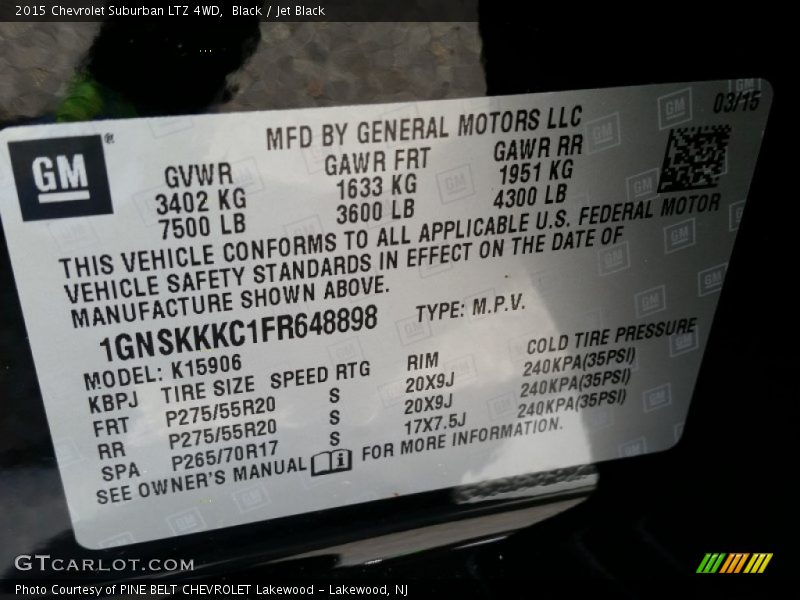 2015 Chevrolet Suburban LTZ 4WD, Black / Jet Black
03/15
MFD BY GENERAL MOTORS LLC
GM®
GVWR GAWR FRT GAWR RR
3402 KG 1633 KG 1951 KG
7500 LB 3600 LB 4300 LB
THIS VEHICLE CONFORMS TO ALL APPLICABLE U.S. FEDERAL MOTOR
VEHICLE SAFETY STANDARDS IN EFFECT ON THE DATE OF
MANUFACTURE SHOWN ABOVE.
1GNSKKKC1FR648898 TYPE: M.P.V.
MODEL: K15906
KBPJ TIRE SIZE SPEED RTG RIM COLD TIRE PRESSURE
FRT P275/55R20 S 20X9J 240KPA(35PSI)
RR P275/55R20 S 20X9J 240KPA(35PSI)
SPA P265/70R17 S 17X7.5J 240KPA(35PSI)
SEE OWNER'S MANUAL i FOR MORE INFORMATION.
GTCARLOT.COM
Photo Courtesy of PINE BELT CHEVROLET Lakewood - Lakewood, NJ